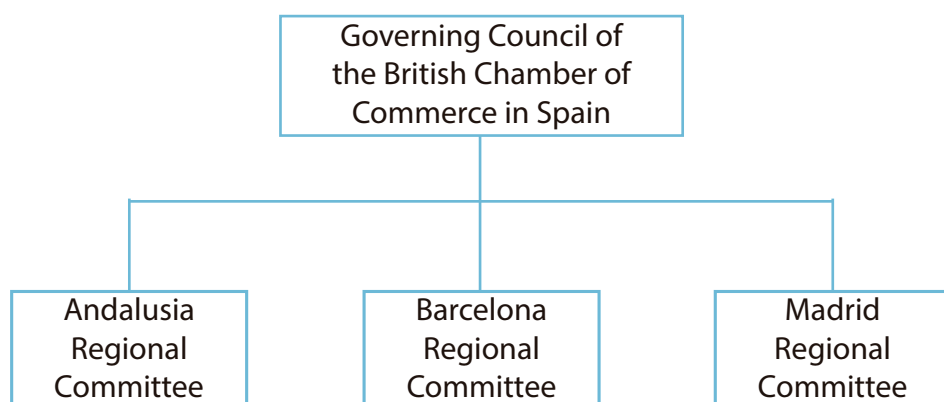 Governing Council of
the British Chamber of
Commerce in Spain
Andalusia
Regional
Committee
Barcelona
Regional
Committee
Madrid
Regional
Committee